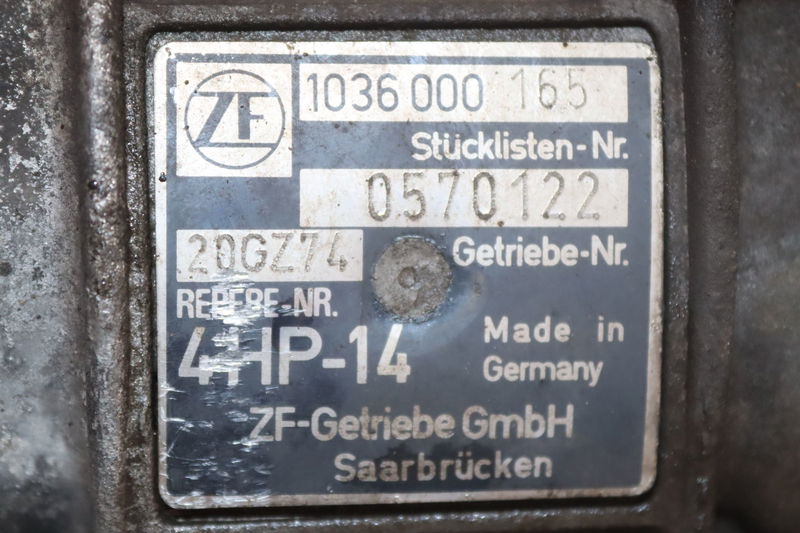 ZF
1036 000 165
Stücklisten-Nr.
0570122
20GZ74
Getriebe-Nr.
REPERE-NR.
4HP-14
Made in
Germany
ZF-Getriebe GmbH
Saarbrücken